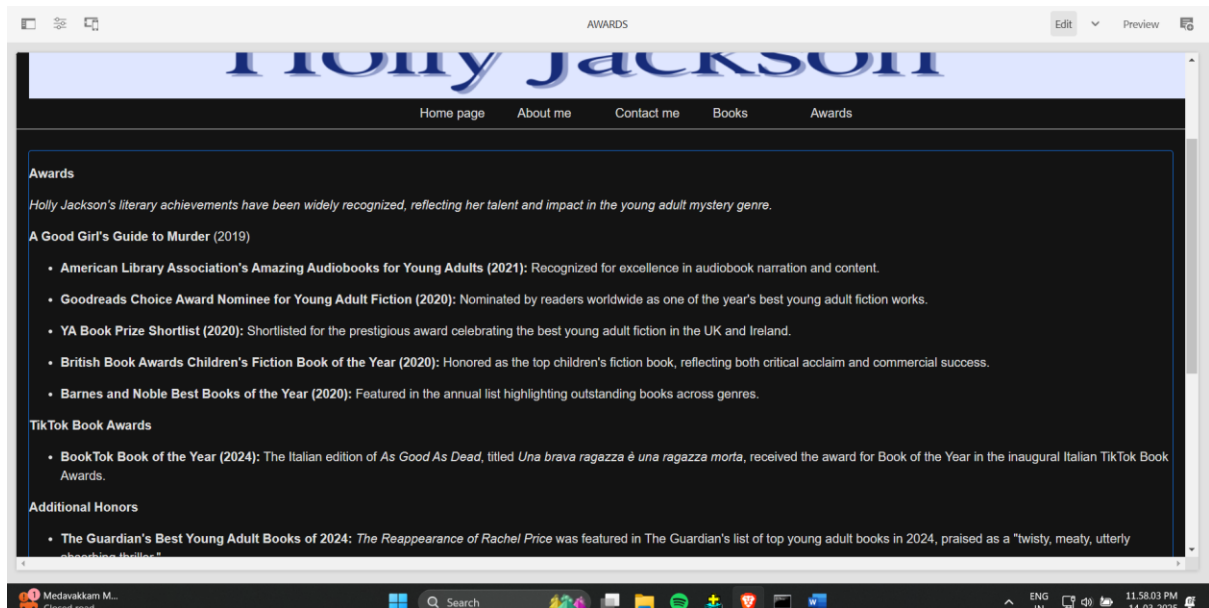 AWARDS
Edit
Preview
Holly Jackson
Home page About me Contact me Books Awards
Awards
Holly Jackson's literary achievements have been widely recognized, reflecting her talent and impact in the young adult mystery genre.
A Good Girl's Guide to Murder (2019)
• American Library Association's Amazing Audiobooks for Young Adults (2021): Recognized for excellence in audiobook narration and content.
• Goodreads Choice Award Nominee for Young Adult Fiction (2020): Nominated by readers worldwide as one of the year's best young adult fiction works.
• YA Book Prize Shortlist (2020): Shortlisted for the prestigious award celebrating the best young adult fiction in the UK and Ireland.
• British Book Awards Children's Fiction Book of the Year (2020): Honored as the top children's fiction book, reflecting both critical acclaim and commercial success.
• Barnes and Noble Best Books of the Year (2020): Featured in the annual list highlighting outstanding books across genres.
TikTok Book Awards
• BookTok Book of the Year (2024): The Italian edition of As Good As Dead, titled Una brava ragazza è una ragazza morta, received the award for Book of the Year in the inaugural Italian TikTok Book
Awards.
Additional Honors
• The Guardian's Best Young Adult Books of 2024: The Reappearance of Rachel Price was featured in The Guardian's list of top young adult books in 2024, praised as a "twisty, meaty, utterly
absorbing thriller."
1
Medavakkam M...
Closed road
Search
ENG
IN
11.58.03 PM
14-03-2025